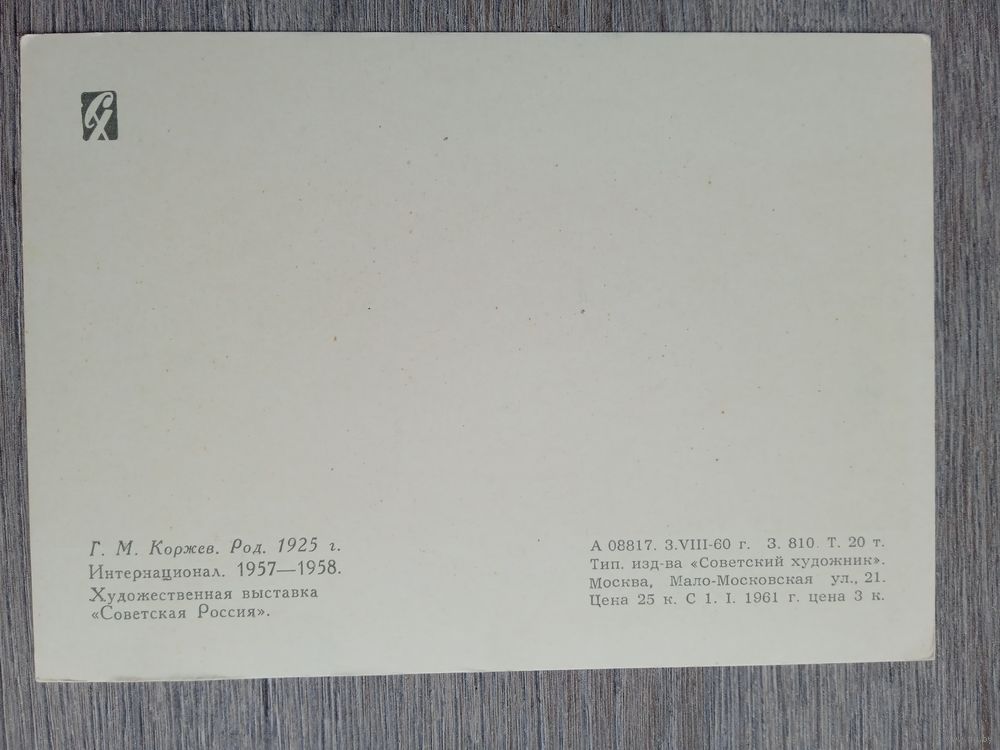 СХ
Г. М. Коржев. Род. 1925 г.
Интернационал. 1957—1958.
Художественная выставка
«Советская Россия».
А 08817. 3.VIII-60 г. З. 810. Т. 20 т.
Тип. изд-ва «Советский художник».
Москва, Мало-Московская ул., 21.
Цена 25 к. С 1. I. 1961 г. цена 3 к.